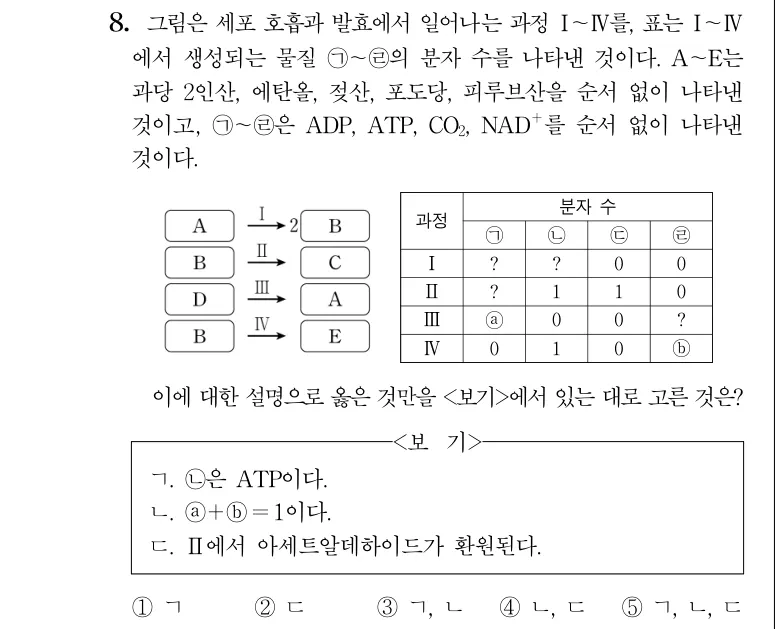 8. 그림은 세포 호흡과 발효에서 일어나는 과정 Ⅰ~Ⅳ를, 표는 Ⅰ~Ⅳ
에서 생성되는 물질 ㉠~㉣의 분자 수를 나타낸 것이다. A~E는
과당 2인산, 에탄올, 젖산, 포도당, 피루브산을 순서 없이 나타낸
것이고, ㉠~㉣은 ADP, ATP, CO₂, NAD⁺를 순서 없이 나타낸
것이다.
A Ⅰ 2 B
B Ⅱ C
D Ⅲ A
B Ⅳ E
과정 분자 수
㉠ ㉡ ㉢ ㉣
Ⅰ ? ? 0 0
Ⅱ ? 1 1 0
Ⅲ ⓐ 0 0 ?
Ⅳ 0 1 0 ⓑ
이에 대한 설명으로 옳은 것만을 <보기>에서 있는 대로 고른 것은?
<보 기>
ㄱ. ㉡은 ATP이다.
ㄴ. ⓐ+ⓑ=1이다.
ㄷ. Ⅱ에서 아세트알데하이드가 환원된다.
① ㄱ ② ㄷ ③ ㄱ, ㄴ ④ ㄴ, ㄷ ⑤ ㄱ, ㄴ, ㄷ